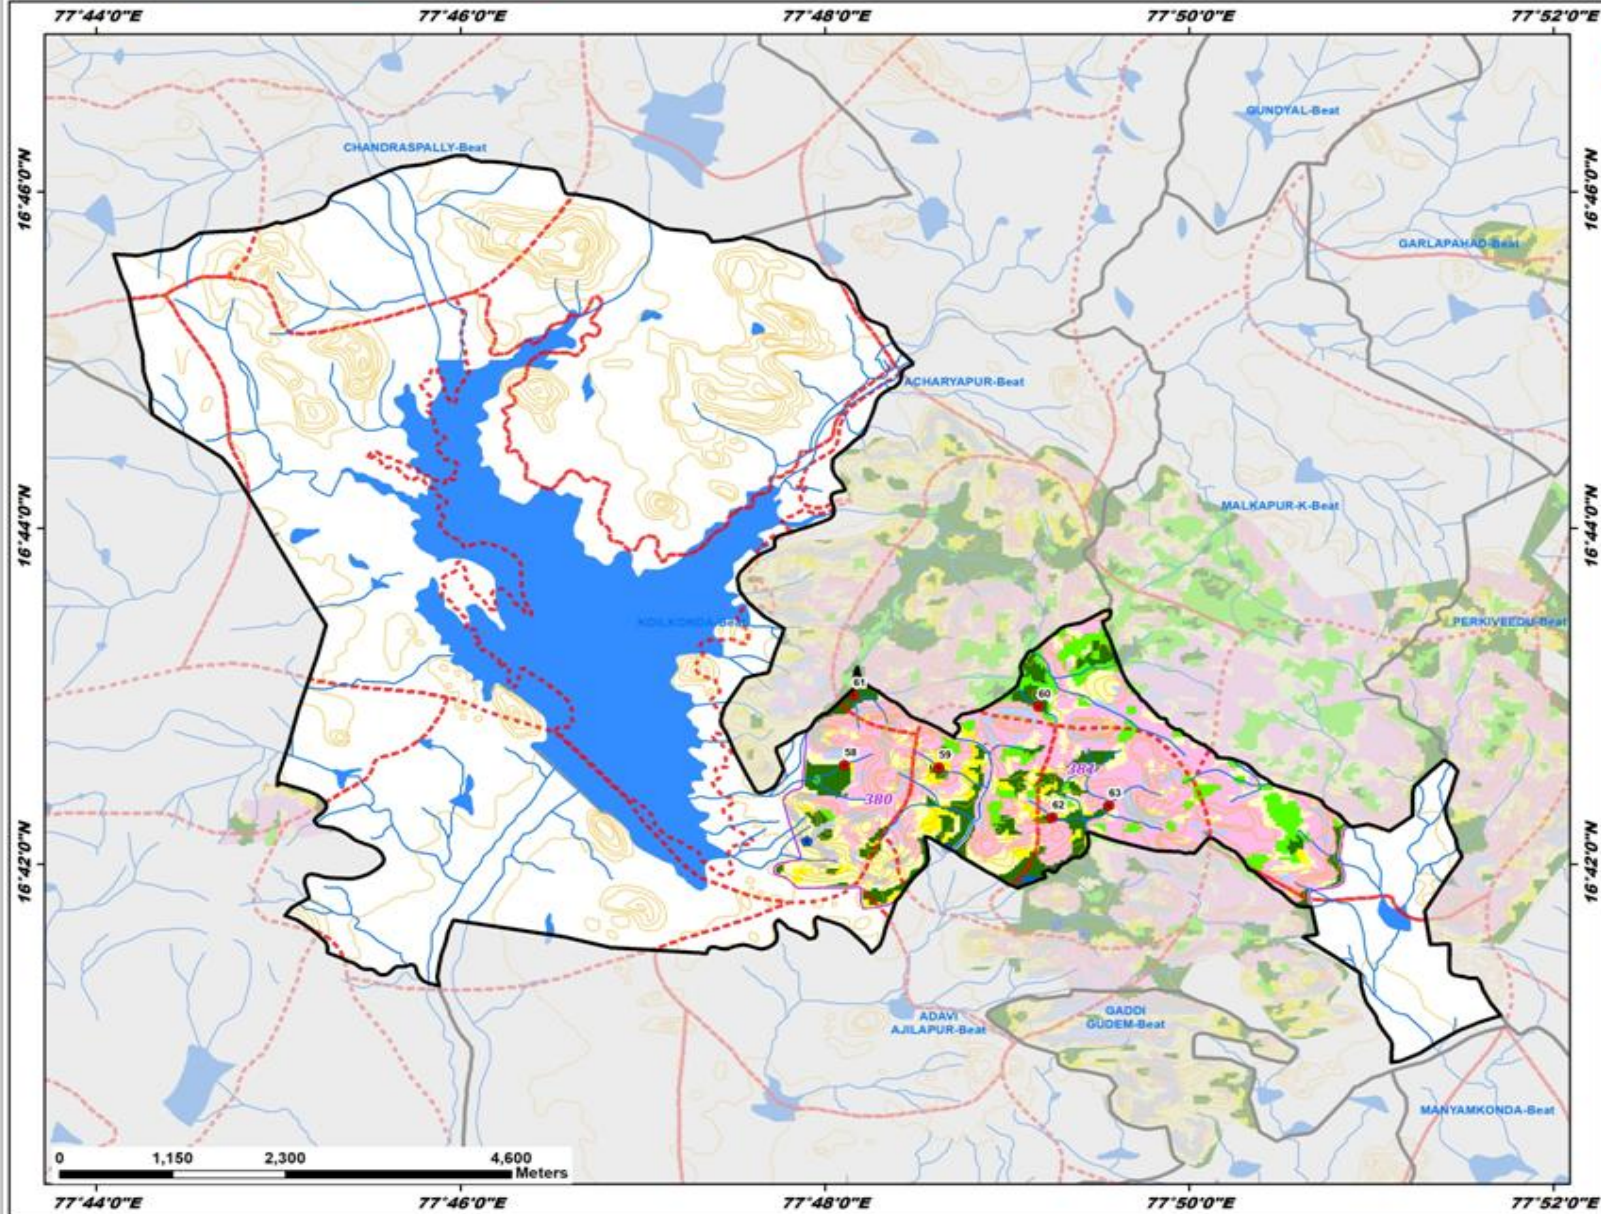 77°44'0"E 77°46'0"E 77°48'0"E 77°50'0"E 77°52'0"E
GUNDYAL-Beat
CHANDRASPALLY-Beat
16°46'0"N
16°46'0"N
GARLAPAHAD-Beat
ACHARYAPUR-Beat
16°44'0"N
MALKAPUR-K-Beat
16°44'0"N
KOILKONDA-Beat
PERKIVEEDU-Beat
61
60
58
59
384
380
63
62
16°42'0"N
16°42'0"N
ADAVI
AJILAPUR-Beat
GADDI
GUDEM-Beat
MANYAMKONDA-Beat
0 1,150 2,300 4,600
Meters
77°44'0"E 77°46'0"E 77°48'0"E 77°50'0"E 77°52'0"E